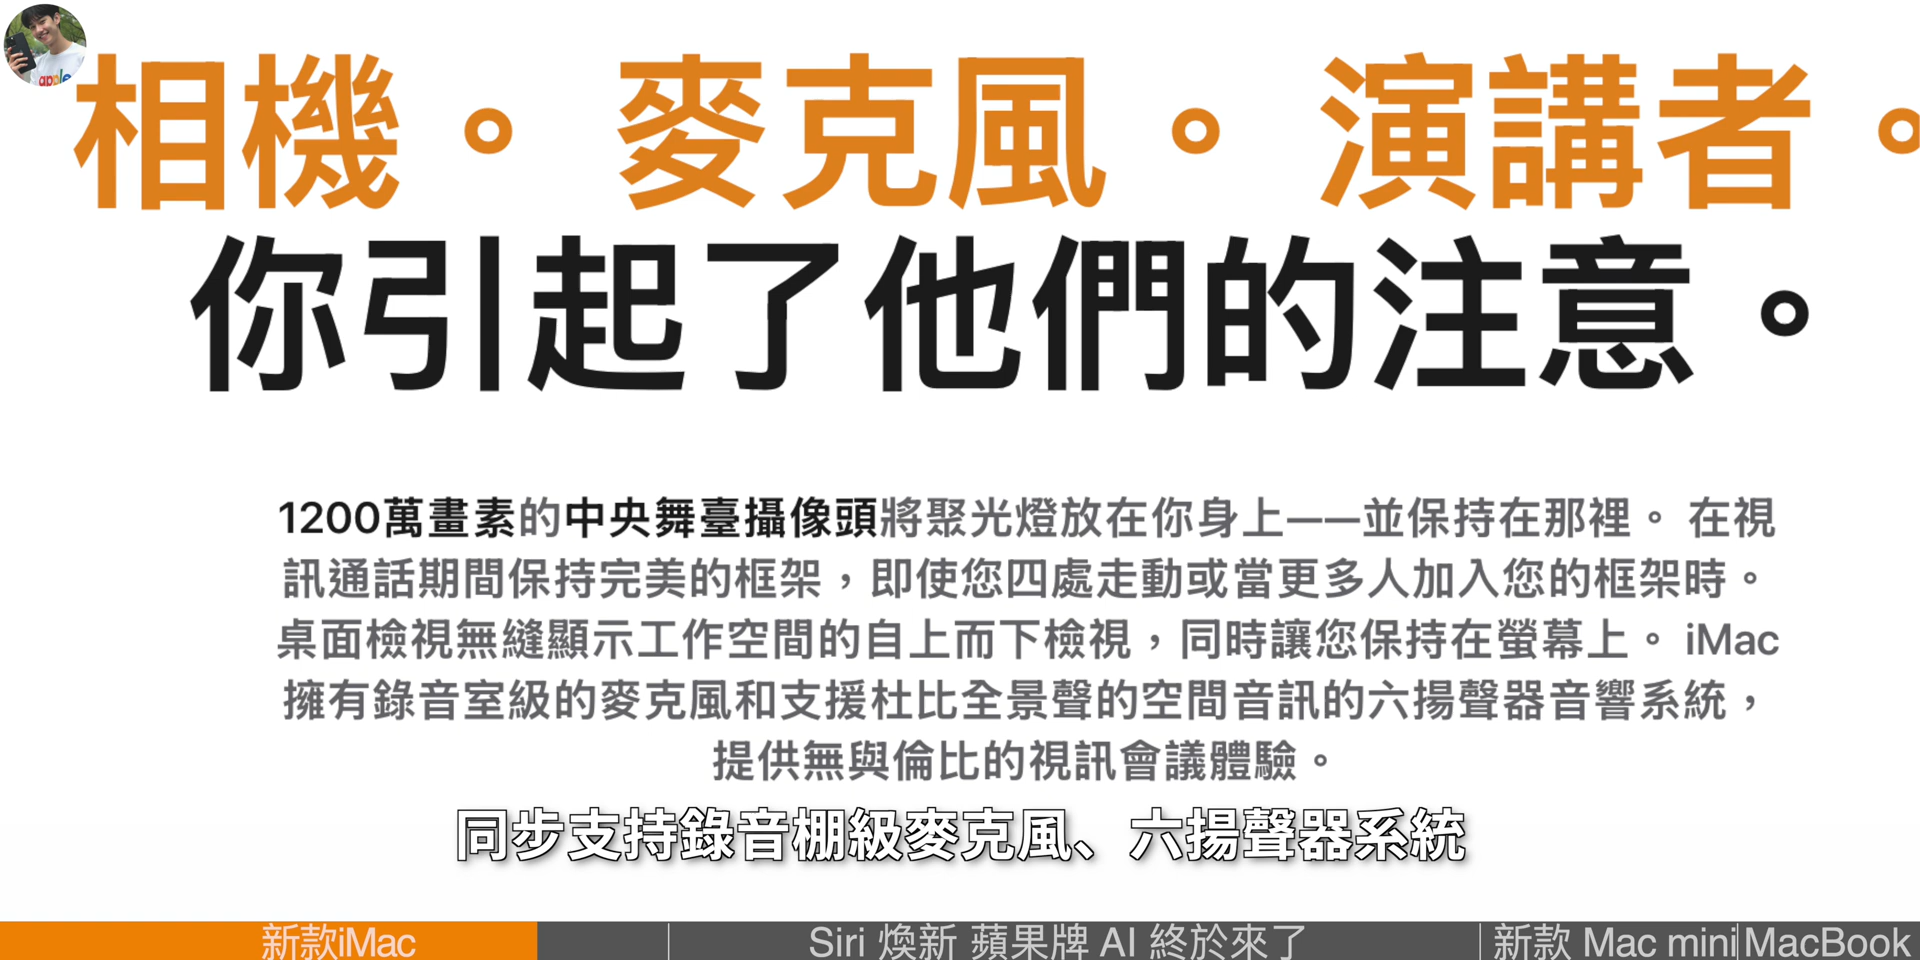 apple
相機。 麥克風。 演講者。
你引起了他們的注意。
1200萬畫素的中央舞臺攝像頭將聚光燈放在你身上——並保持在那裡。 在視
訊通話期間保持完美的框架，即使您四處走動或當更多人加入您的框架時。
桌面檢視無縫顯示工作空間的自上而下檢視，同時讓您保持在螢幕上。 iMac
擁有錄音室級的麥克風和支援杜比全景聲的空間音訊的六揚聲器音響系統，
提供無與倫比的視訊會議體驗。
同步支持錄音棚級麥克風、六揚聲器系統
新款iMac
Siri 煥新 蘋果牌 AI 終於來了
新款 Mac mini
MacBook